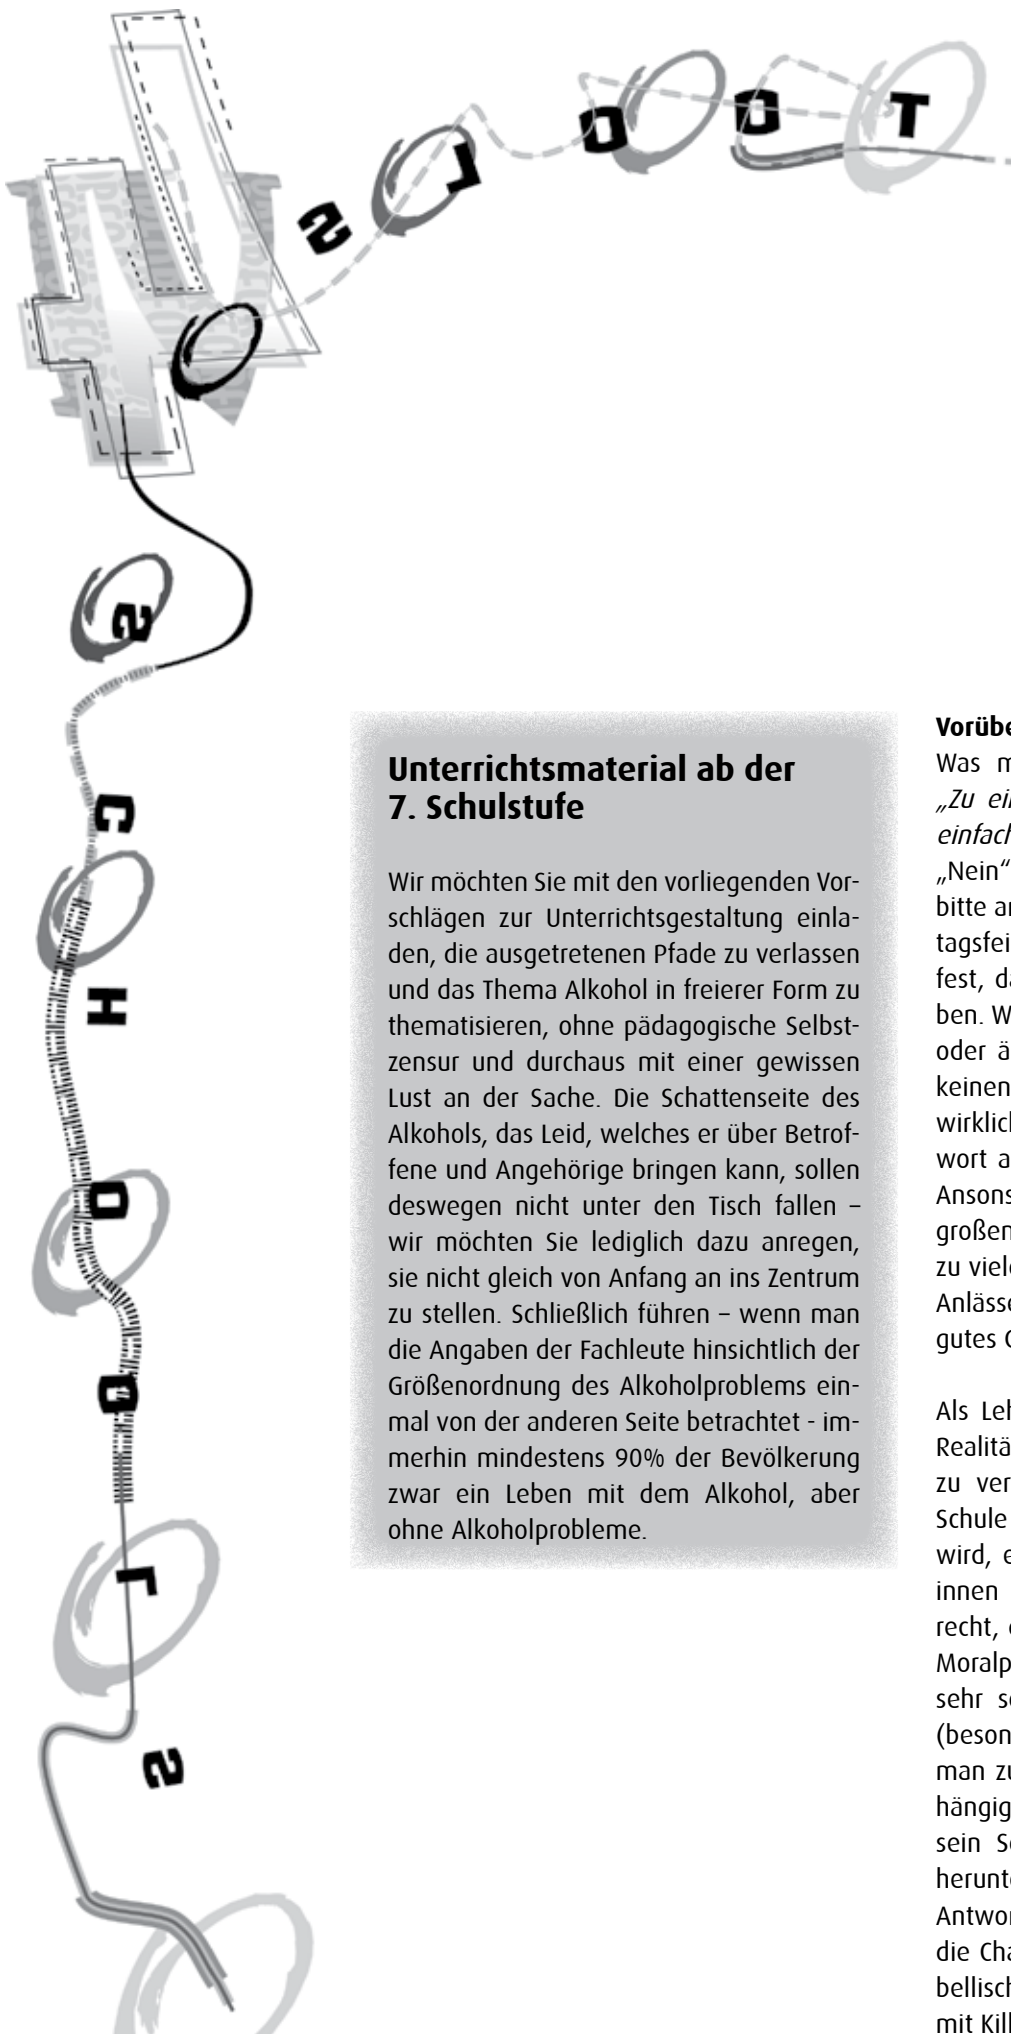 TOOLS
SCHOOLS
Unterrichtsmaterial ab der
7. Schulstufe
Wir möchten Sie mit den vorliegenden Vor-
schlägen zur Unterrichtsgestaltung einla-
den, die ausgetretenen Pfade zu verlassen
und das Thema Alkohol in freierer Form zu
thematisieren, ohne pädagogische Selbst-
zensur und durchaus mit einer gewissen
Lust an der Sache. Die Schattenseite des
Alkohols, das Leid, welches er über Betrof-
fene und Angehörige bringen kann, sollen
deswegen nicht unter den Tisch fallen –
wir möchten Sie lediglich dazu anregen,
sie nicht gleich von Anfang an ins Zentrum
zu stellen. Schließlich führen – wenn man
die Angaben der Fachleute hinsichtlich der
Größenordnung des Alkoholproblems ein-
mal von der anderen Seite betrachtet - im-
merhin mindestens 90% der Bevölkerung
zwar ein Leben mit dem Alkohol, aber
ohne Alkoholprobleme.
Vorübe
Was m
„Zu ein
einfach
„Nein“
bitte an
tagsfei
fest, da
ben. W
oder ä
keinen
wirklich
wort a
Ansons
großen
zu viele
Anlässe
gutes G
Als Leh
Realitä
zu ver
Schule
wird, e
innen
recht, e
Moralp
sehr se
(beson
man zu
hängig
sein Se
herunte
Antwor
die Cha
bellisch
mit Kill